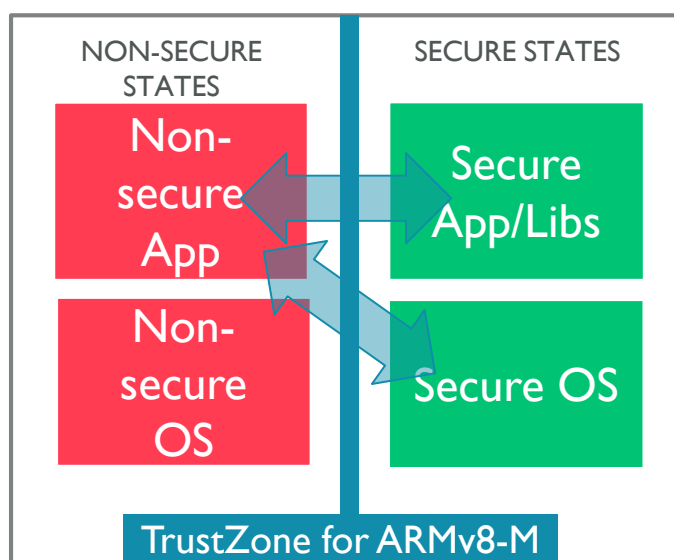 NON-SECURE
STATES
SECURE STATES
Non-
secure
App
Secure
App/Libs
Non-
secure
OS
Secure OS
TrustZone for ARMv8-M